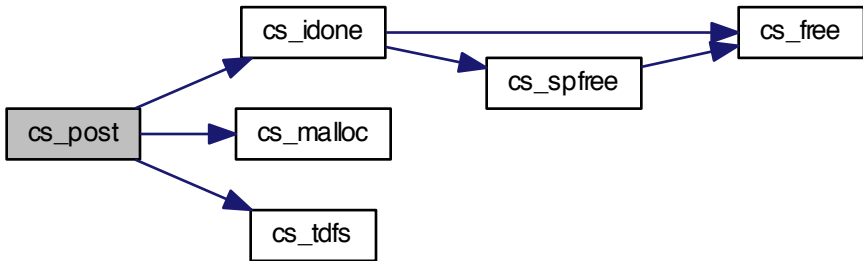 cs_idone
cs_free
cs_spfree
cs_post
cs_malloc
cs_tdfs